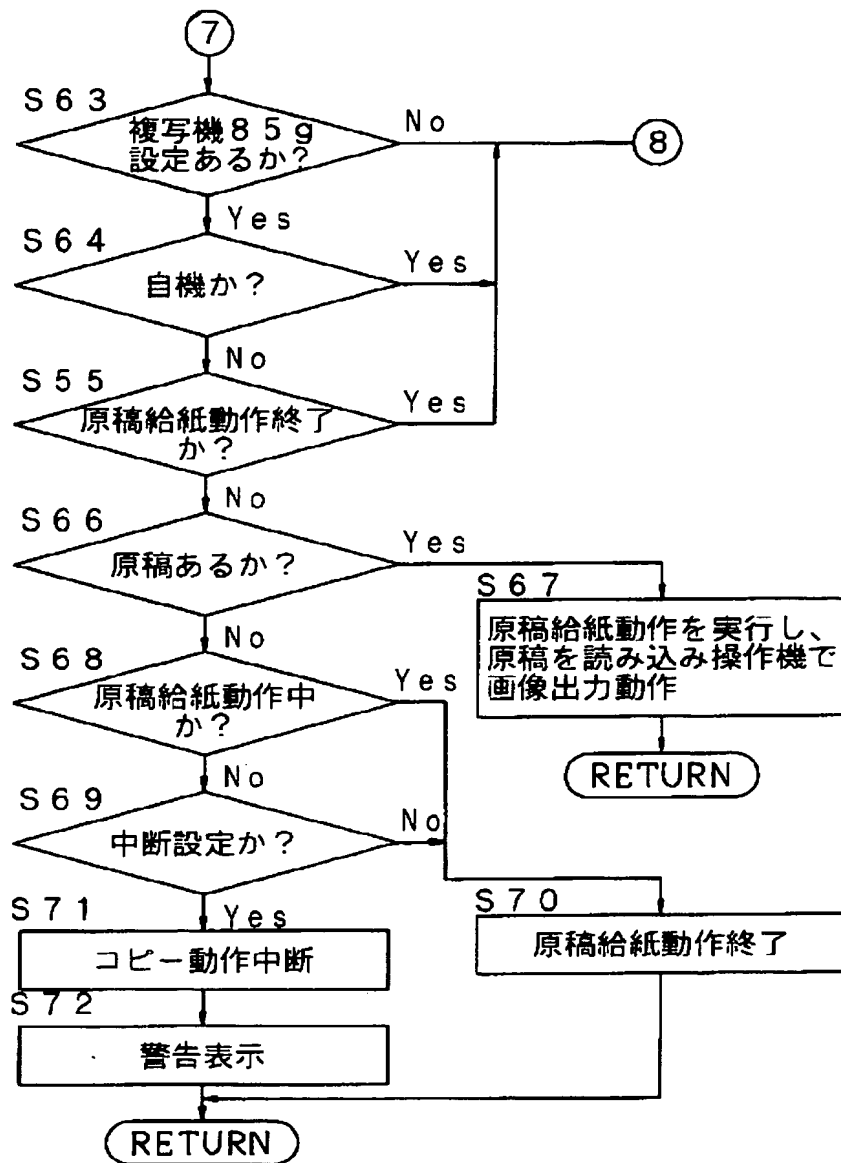 7
S63
複写機85g
設定あるか?
No
8
Yes
S64
自機か?
Yes
No
S55
原稿給紙動作終了
か?
Yes
No
S66
原稿あるか?
Yes
S67
原稿給紙動作を実行し、
原稿を読み込み操作機で
画像出力動作
RETURN
No
S68
原稿給紙動作中
か?
Yes
No
S69
中断設定か?
No
S70
原稿給紙動作終了
Yes
S71
コピー動作中断
S72
警告表示
RETURN